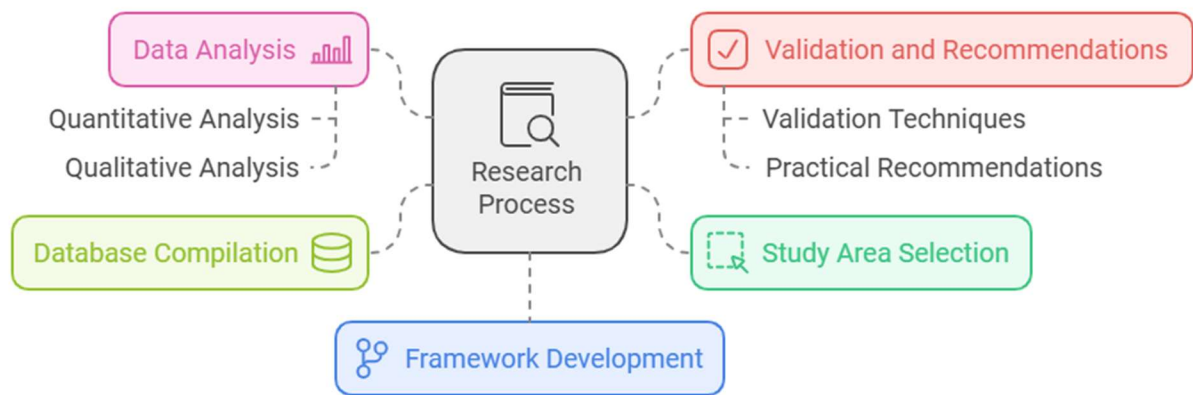 Data Analysis
Quantitative Analysis
Qualitative Analysis
Database Compilation
Research
Process
Validation and Recommendations
Validation Techniques
Practical Recommendations
Study Area Selection
Framework Development